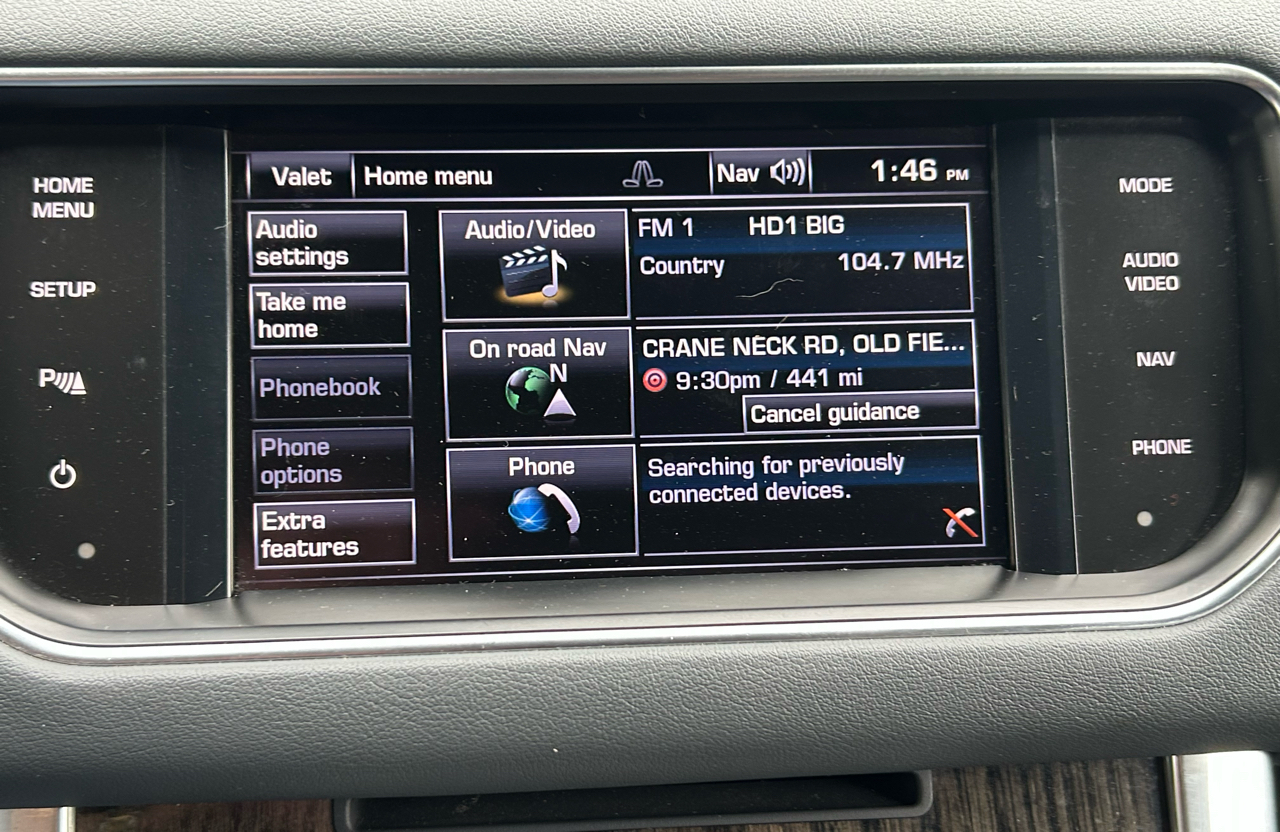 HOME
MENU
SETUP
P
Valet
Home menu
Nav
1:46 PM
Audio
settings
Take me
home
Phonebook
Phone
options
Extra
features
Audio/Video
FM 1 HD1 BIG
Country 104.7 MHz
On road Nav
N
CRANE NECK RD, OLD FIE...
9:30pm / 441 mi
Cancel guidance
Phone
Searching for previously
connected devices.
MODE
AUDIO
VIDEO
NAV
PHONE